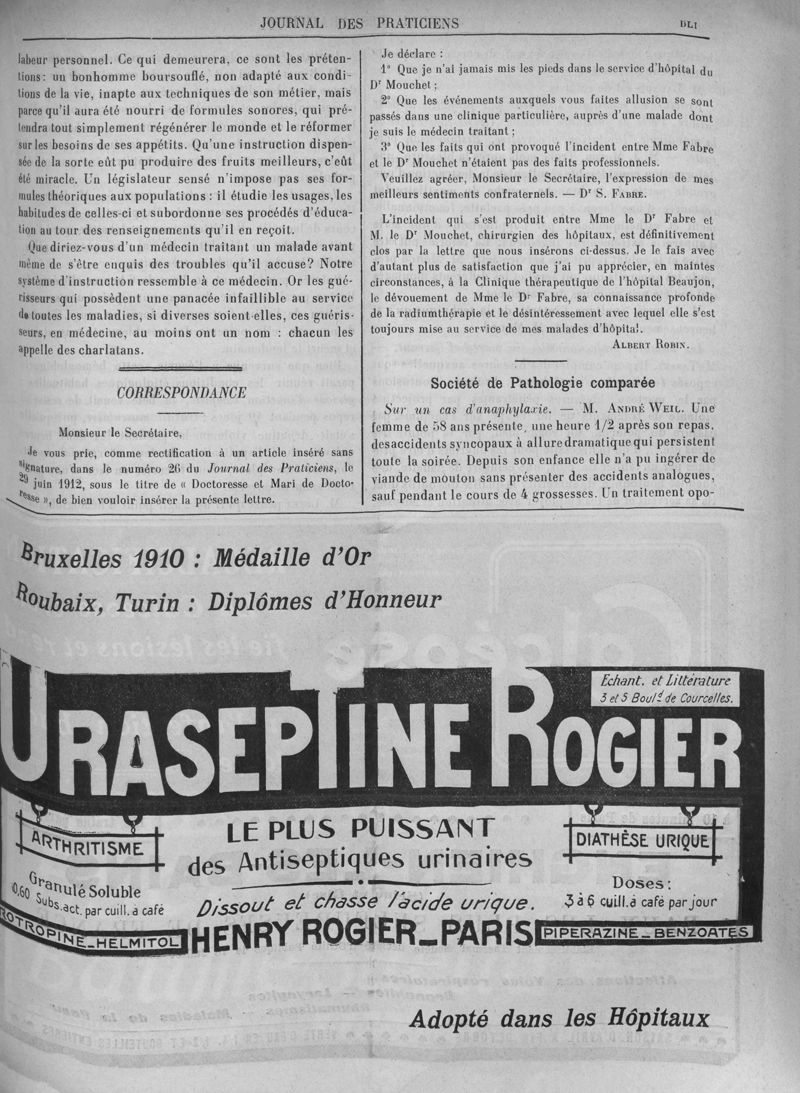 JOURNAL DES PRATICIENS
DLI
labeur personnel. Ce qui demeurera, ce sont les préten-
tions: un bonhomme boursouflé, non adapté aux condi-
tions de la vie, inapte aux techniques de son métier, mais
parce qu'il aura été nourri de formules sonores, qui pré-
tendra tout simplement régénérer le monde et le réformer
sur les besoins de ses appétits. Qu'une instruction dispen-
sée de la sorte eût pu produire des fruits meilleurs, c'eût
été miracle. Un législateur sensé n'impose pas ses for-
mules théoriques aux populations : il étudie les usages, les
habitudes de celles-ci et subordonne ses procédés d'éduca-
tion au tour des renseignements qu'il en reçoit.
Que diriez-vous d'un médecin traitant un malade avant
même de s'être enquis des troubles qu'il accuse? Notre
système d'instruction ressemble à ce médecin. Or les gué-
risseurs qui possèdent une panacée infaillible au service
de toutes les maladies, si diverses soient-elles, ces guéris-
seurs, en médecine, au moins ont un nom : chacun les
appelle des charlatans.
CORRESPONDANCE
Monsieur le Secrétaire,
Je vous prie, comme rectification à un article inséré sans
signature, dans le numéro 26 du Journal des Praticiens, le
29 juin 1912, sous le titre de « Doctoresse et Mari de Docto-
resse », de bien vouloir insérer la présente lettre.
Je déclare :
1° Que je n'ai jamais mis les pieds dans le service d'hôpital du
Dr Mouchet ;
2° Que les événements auxquels vous faites allusion se sont
passés dans une clinique particulière, auprès d'une malade dont
je suis le médecin traitant ;
3° Que les faits qui ont provoqué l'incident entre Mme Fabre
et le Dr Mouchet n'étaient pas des faits professionnels.
Veuillez agréer, Monsieur le Secrétaire, l'expression de mes
meilleurs sentiments confraternels. — Dr S. FABRE.
L'incident qui s'est produit entre Mme le Dr Fabre et
M. le Dr Mouchet, chirurgien des hôpitaux, est définitivement
clos par la lettre que nous insérons ci-dessus. Je le fais avec
d'autant plus de satisfaction que j'ai pu apprécier, en maintes
circonstances, à la Clinique thérapeutique de l'hôpital Beaujon,
le dévouement de Mme le Dr Fabre, sa connaissance profonde
de la radiumthérapie et le désintéressement avec lequel elle s'est
toujours mise au service de mes malades d'hôpital.
ALBERT ROBIN.
Société de Pathologie comparée
Sur un cas d'anaphylaxie. — M. ANDRÉ WEIL. Une
femme de 58 ans présente, une heure 1/2 après son repas,
des accidents syncopaux à allure dramatique qui persistent
toute la soirée. Depuis son enfance elle n'a pu ingérer de
viande de mouton sans présenter des accidents analogues,
sauf pendant le cours de 4 grossesses. Un traitement opo-
Bruxelles 1910 : Médaille d'Or
Roubaix, Turin : Diplômes d'Honneur
Echant. et Littérature
3 et 5 Boul.d de Courcelles.
URASEPTINE ROGIER
ARTHRITISME
LE PLUS PUISSANT
des Antiseptiques urinaires
DIATHÈSE URIQUE
Granulé Soluble
0,60 Subs. act. par cuill. à café
Dissout et chasse l'acide urique.
Doses:
3 à 6 cuill. à café par jour
ROTROPINE_HELMITOL
HENRY ROGIER_PARIS
PIPERAZINE_BENZOATES
Adopté dans les Hôpitaux